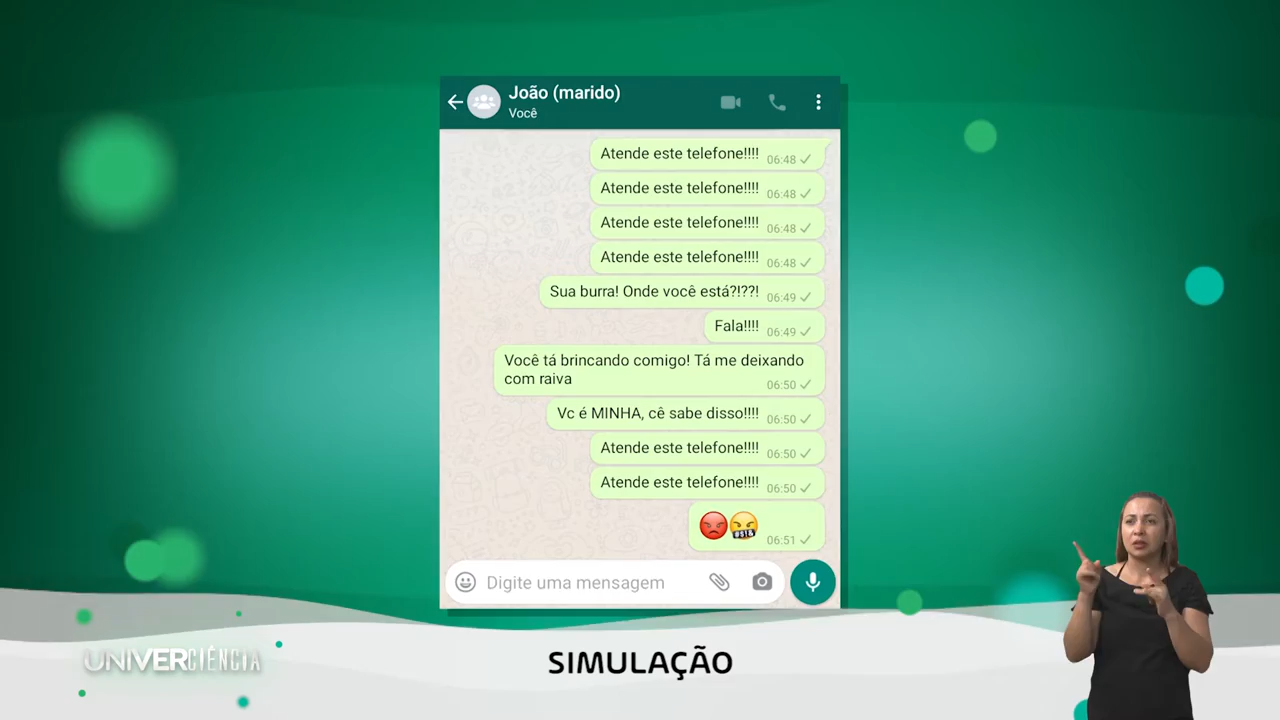 João (marido)
Você
Atende este telefone!!!! 06:48
Atende este telefone!!!! 06:48
Atende este telefone!!!! 06:48
Atende este telefone!!!! 06:48
Sua burra! Onde você está?!??! 06:49
Fala!!!! 06:49
Você tá brincando comigo! Tá me deixando
com raiva 06:50
Vc é MINHA, cê sabe disso!!!! 06:50
Atende este telefone!!!! 06:50
Atende este telefone!!!! 06:50
06:51
Digite uma mensagem
UNIVERCIÊNCIA
SIMULAÇÃO